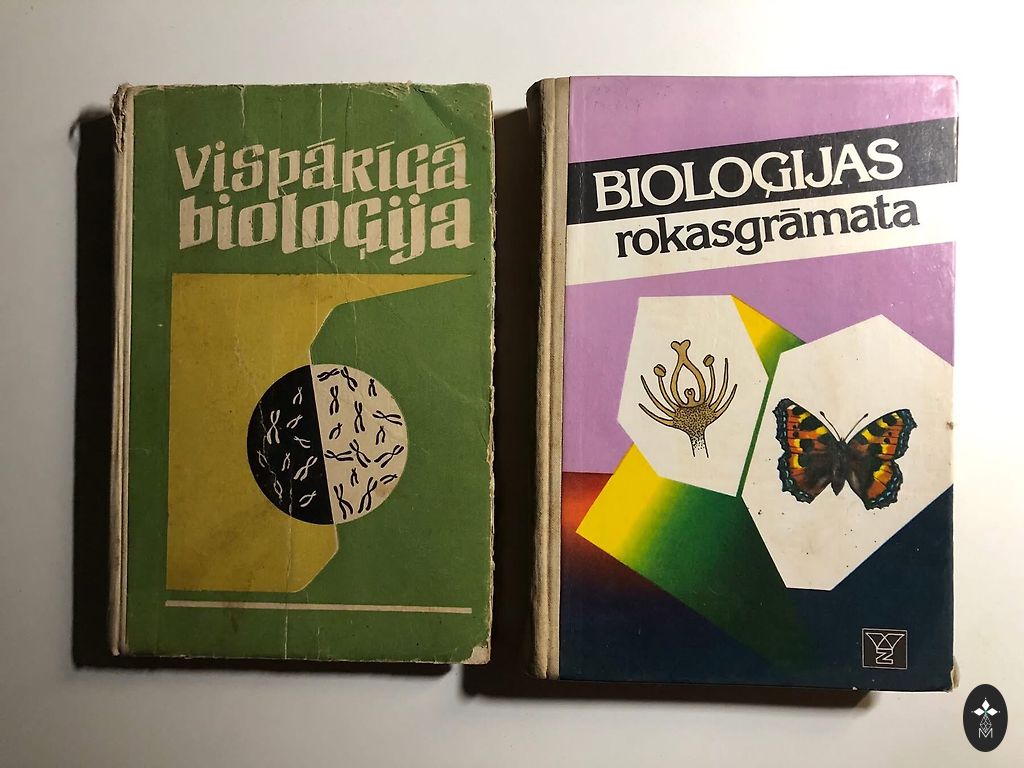 Vispārīgā
bioloģija
BIOLOĢIJAS
rokasgrāmata
M